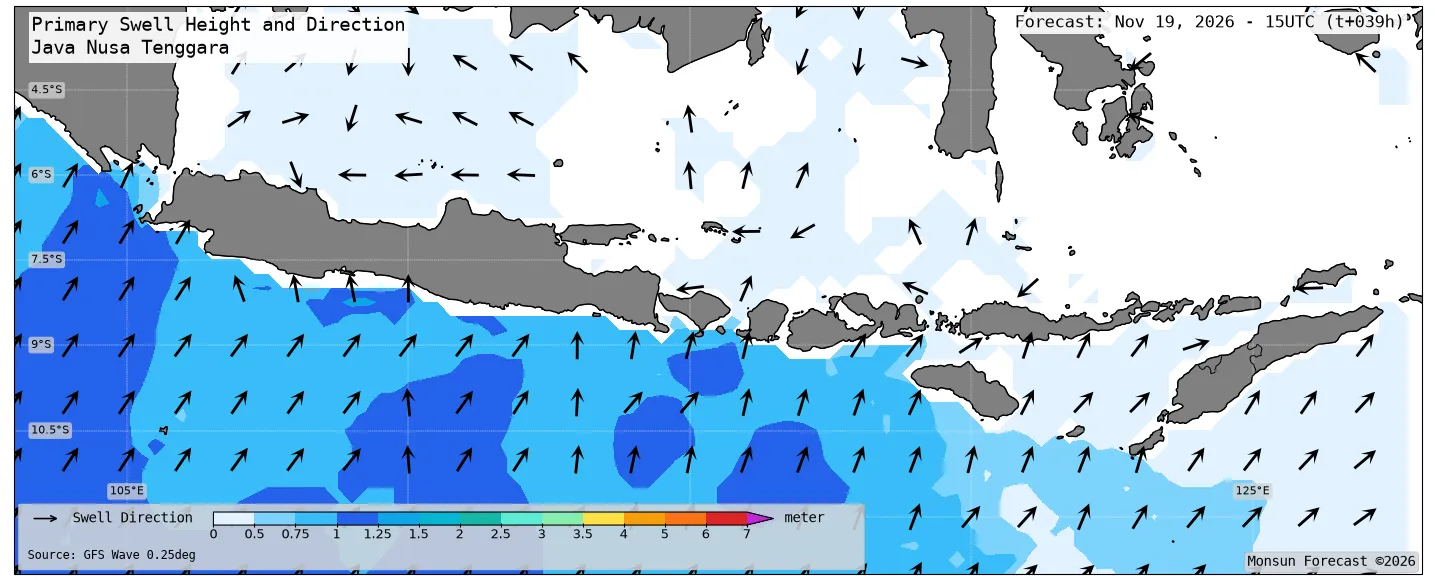 Primary Swell Height and Direction
Java Nusa Tenggara
Forecast: Nov 19, 2026 - 15UTC (t+039h)
4.5°S
6°S
7.5°S
9°S
10.5°S
105°E
125°E
Swell Direction
0 0.5 0.75 1 1.25 1.5 2 2.5 3 3.5 4 5 6 7
meter
Source: GFS Wave 0.25deg
Monsun Forecast ©2026